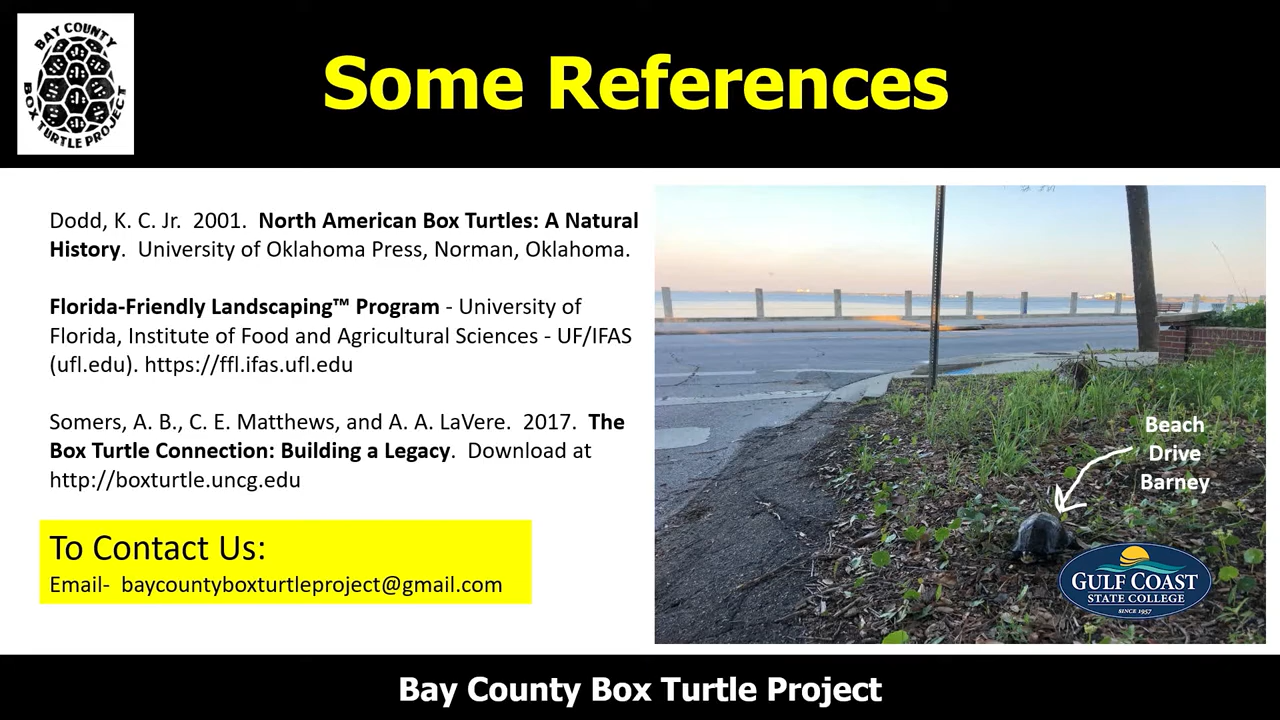 BAY COUNTY
BOX TURTLE PROJECT
Some References
Dodd, K. C. Jr.  2001.  North American Box Turtles: A Natural
History.  University of Oklahoma Press, Norman, Oklahoma.
Florida-Friendly Landscaping™ Program - University of
Florida, Institute of Food and Agricultural Sciences - UF/IFAS
(ufl.edu). https://ffl.ifas.ufl.edu
Somers, A. B., C. E. Matthews, and A. A. LaVere.  2017.  The
Box Turtle Connection: Building a Legacy.  Download at
http://boxturtle.uncg.edu
To Contact Us:
Email-  baycountyboxturtleproject@gmail.com
Beach
Drive
Barney
GULF COAST
STATE COLLEGE
SINCE 1957
Bay County Box Turtle Project